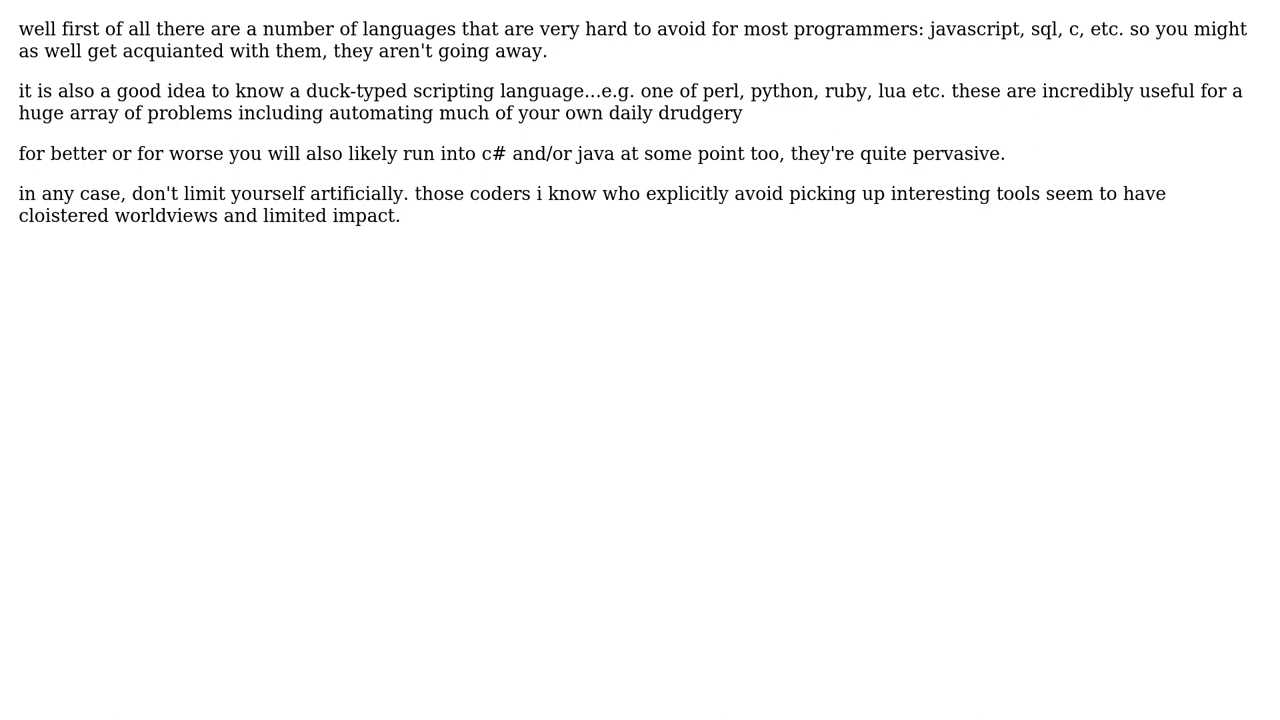 well first of all there are a number of languages that are very hard to avoid for most programmers: javascript, sql, c, etc. so you might
as well get acquianted with them, they aren't going away.
it is also a good idea to know a duck-typed scripting language...e.g. one of perl, python, ruby, lua etc. these are incredibly useful for a
huge array of problems including automating much of your own daily drudgery
for better or for worse you will also likely run into c# and/or java at some point too, they're quite pervasive.
in any case, don't limit yourself artificially. those coders i know who explicitly avoid picking up interesting tools seem to have
cloistered worldviews and limited impact.